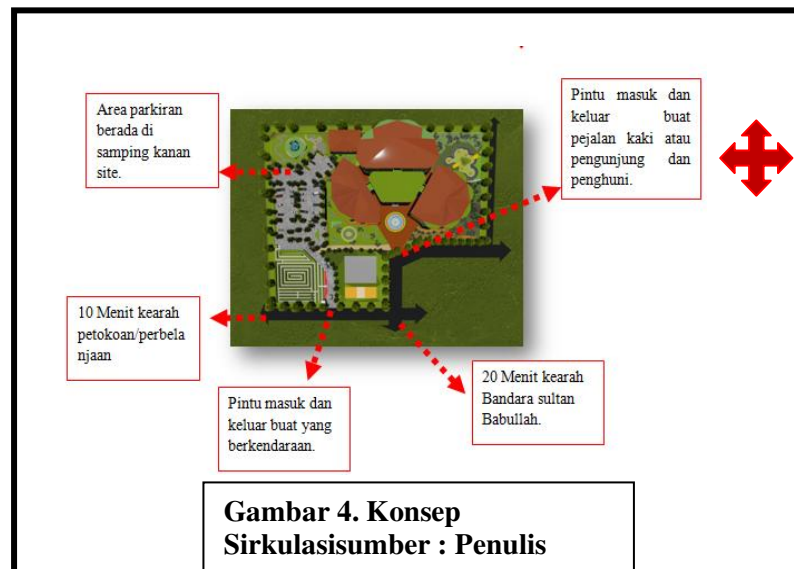 Area parkiran
berada di
samping kanan
site.
Pintu masuk dan
keluar buat
pejalan kaki atau
pengunjung dan
penghuni.
10 Menit kearah
petokoan/perbela
njaan
Pintu masuk dan
keluar buat yang
berkendaraan.
20 Menit kearah
Bandara sultan
Babullah.
Gambar 4. Konsep
Sirkulasisumber : Penulis